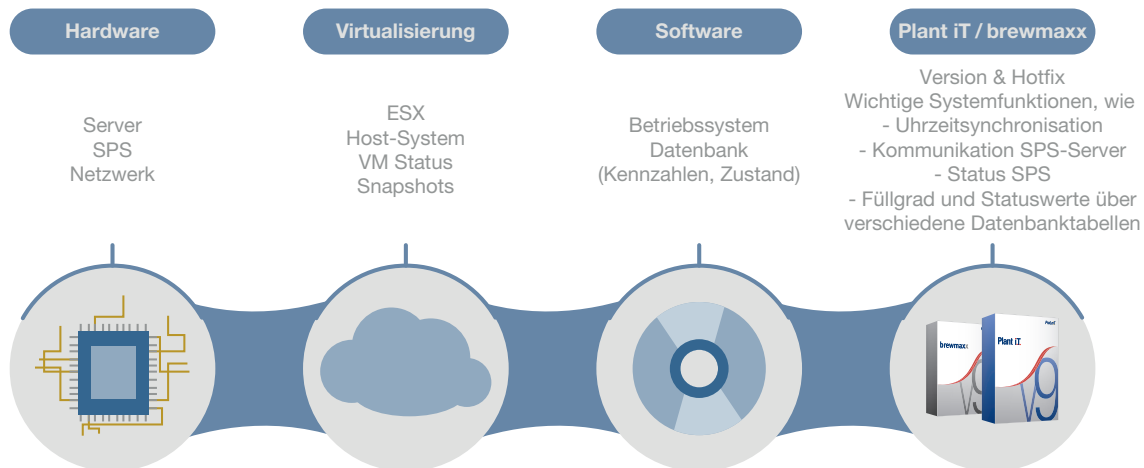 Hardware
Virtualisierung
Software
Plant iT / brewmaxx
Server
SPS
Netzwerk
ESX
Host-System
VM Status
Snapshots
Betriebssystem
Datenbank
(Kennzahlen, Zustand)
Version & Hotfix
Wichtige Systemfunktionen, wie
- Uhrzeitsynchronisation
- Kommunikation SPS-Server
- Status SPS
- Füllgrad und Statuswerte über
verschiedene Datenbanktabellen
brewmaxx
v9
Plant iT
v9